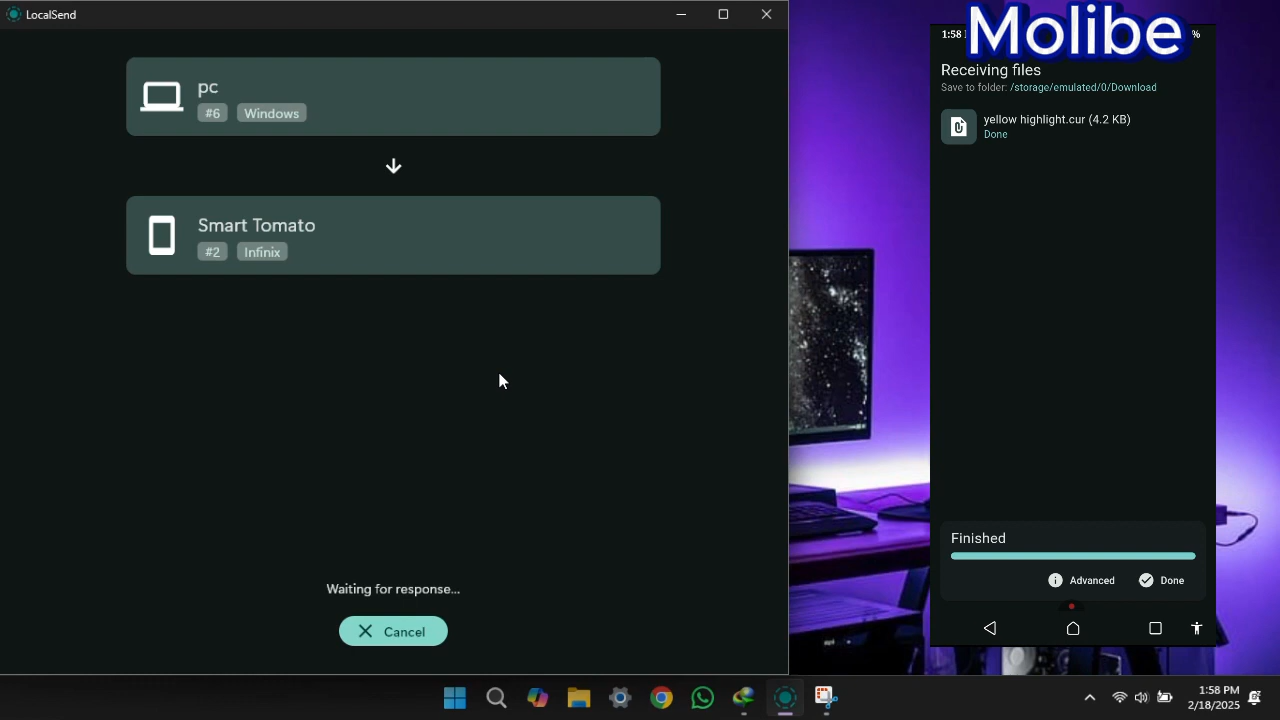 LocalSend
pc
#6 Windows
Smart Tomato
#2 Infinix
Waiting for response...
Cancel
1:58 PM
2/18/2025
Molibe
1:58
%
Receiving files
Save to folder: /storage/emulated/0/Download
yellow highlight.cur (4.2 KB)
Done
Finished
Advanced
Done